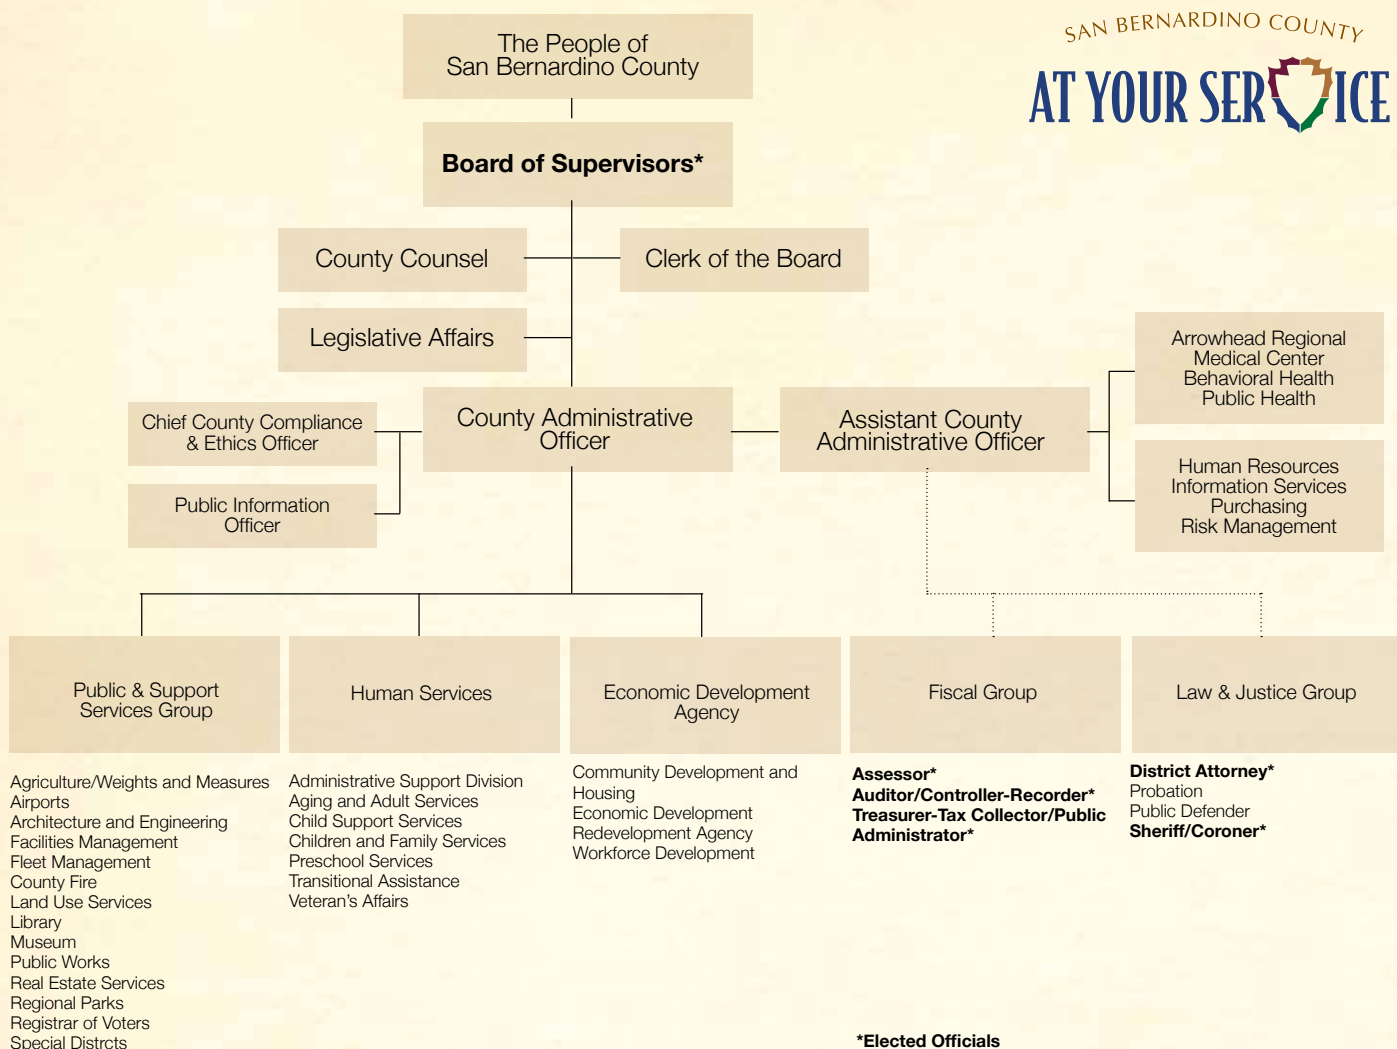 The People of
San Bernardino County
SAN BERNARDINO COUNTY
AT YOUR SERVICE
Board of Supervisors*
County Counsel
Clerk of the Board
Legislative Affairs
Chief County Compliance
& Ethics Officer
Public Information
Officer
County Administrative
Officer
Assistant County
Administrative Officer
Arrowhead Regional
Medical Center
Behavioral Health
Public Health
Human Resources
Information Services
Purchasing
Risk Management
Public & Support
Services Group
Agriculture/Weights and Measures
Airports
Architecture and Engineering
Facilities Management
Fleet Management
County Fire
Land Use Services
Library
Museum
Public Works
Real Estate Services
Regional Parks
Registrar of Voters
Special Distrcts
Human Services
Administrative Support Division
Aging and Adult Services
Child Support Services
Children and Family Services
Preschool Services
Transitional Assistance
Veteran’s Affairs
Economic Development
Agency
Community Development and
Housing
Economic Development
Redevelopment Agency
Workforce Development
Fiscal Group
Assessor*
Auditor/Controller-Recorder*
Treasurer-Tax Collector/Public
Administrator*
Law & Justice Group
District Attorney*
Probation
Public Defender
Sheriff/Coroner*
*Elected Officials